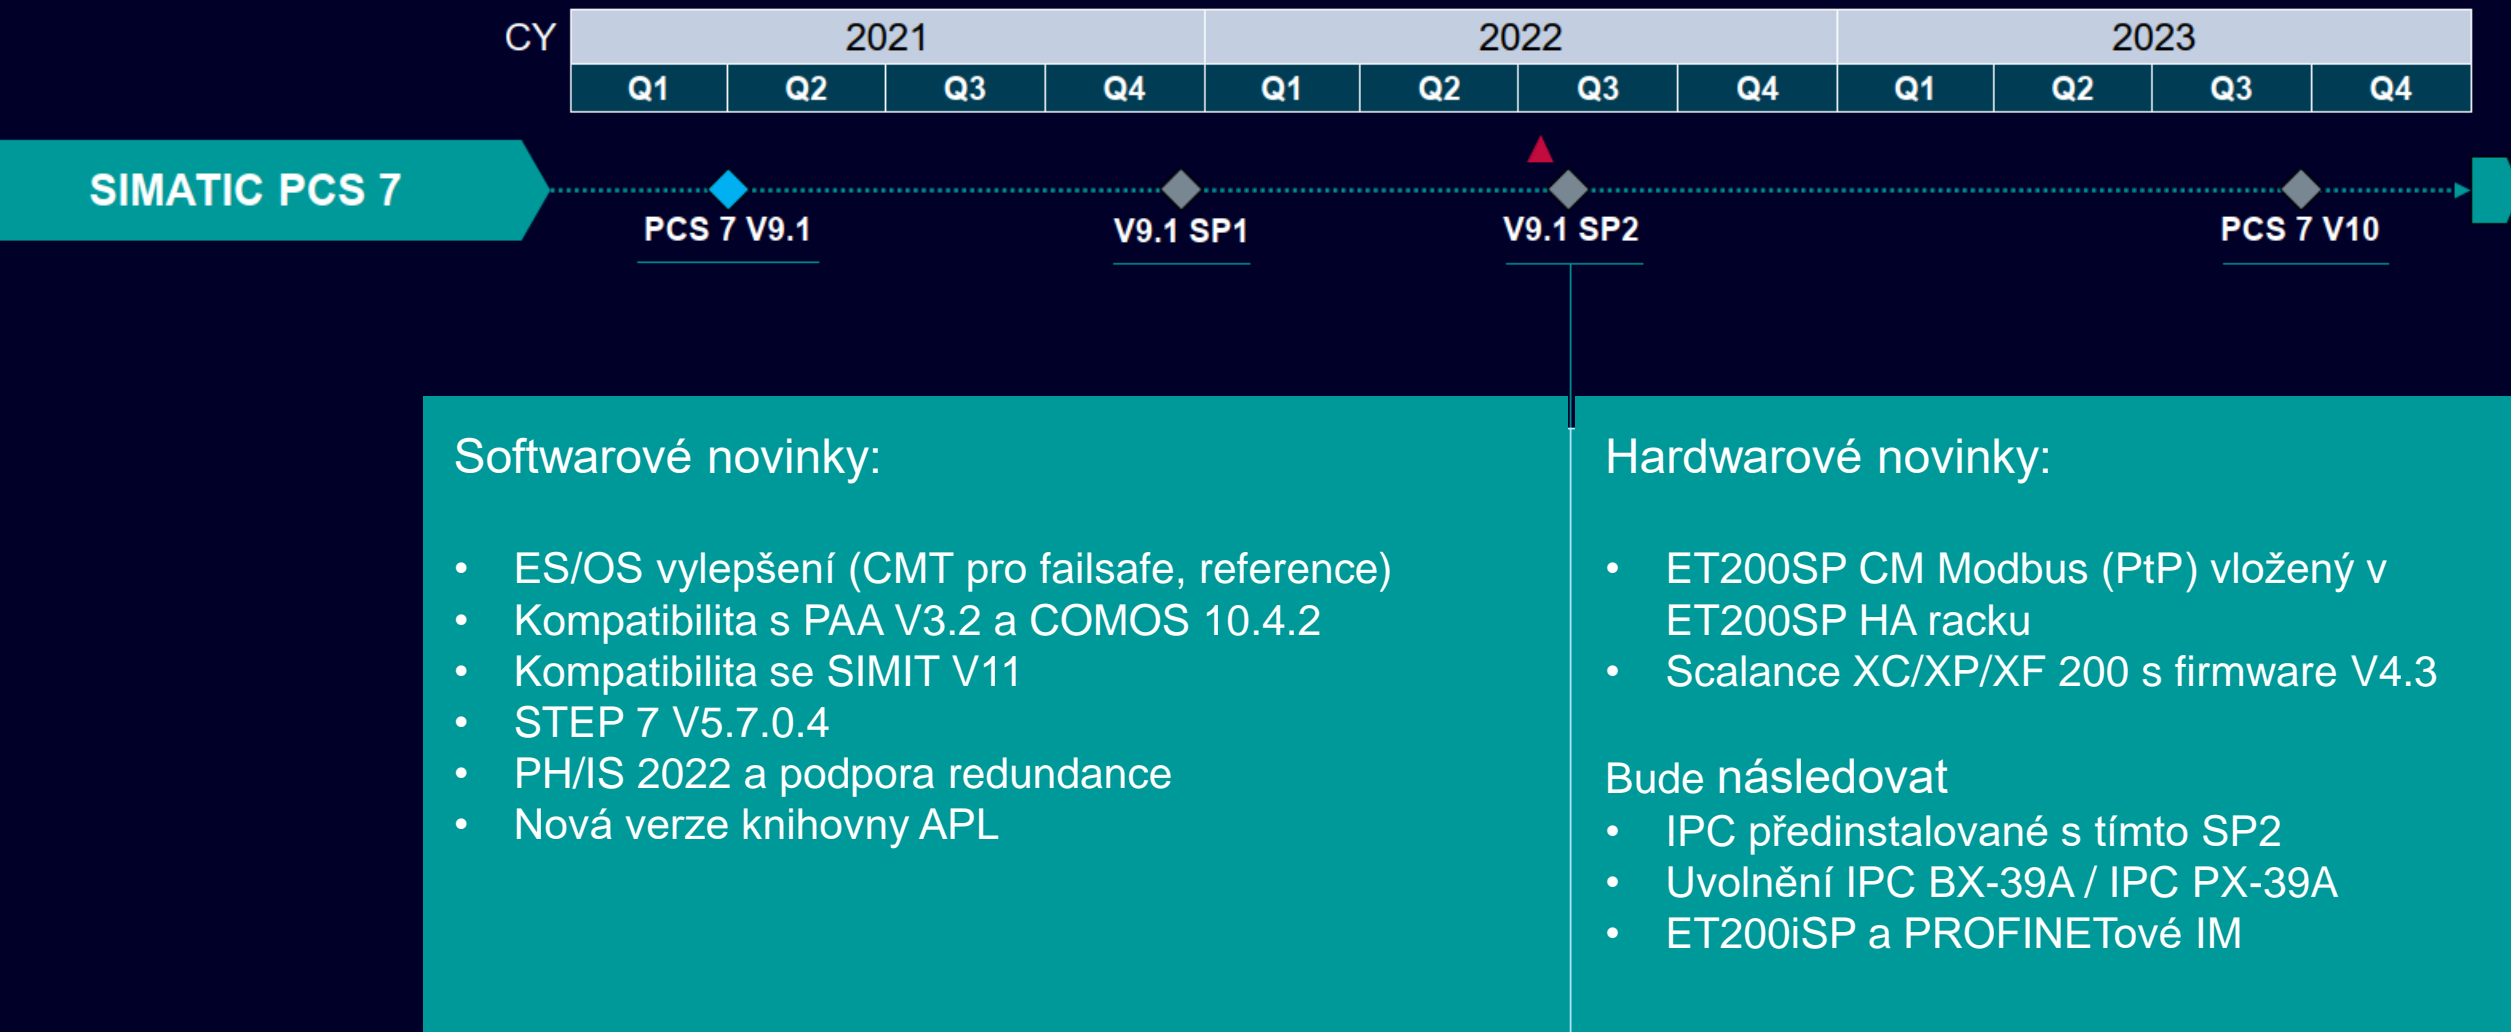 CY 2021 2022 2023
Q1 Q2 Q3 Q4 Q1 Q2 Q3 Q4 Q1 Q2 Q3 Q4
SIMATIC PCS 7
PCS 7 V9.1
V9.1 SP1
V9.1 SP2
PCS 7 V10
Softwarové novinky:
• ES/OS vylepšení (CMT pro failsafe, reference)
• Kompatibilita s PAA V3.2 a COMOS 10.4.2
• Kompatibilita se SIMIT V11
• STEP 7 V5.7.0.4
• PH/IS 2022 a podpora redundance
• Nová verze knihovny APL
Hardwarové novinky:
• ET200SP CM Modbus (PtP) vložený v
ET200SP HA racku
• Scalance XC/XP/XF 200 s firmware V4.3
Bude následovat
• IPC předinstalované s tímto SP2
• Uvolnění IPC BX-39A / IPC PX-39A
• ET200iSP a PROFINETové IM